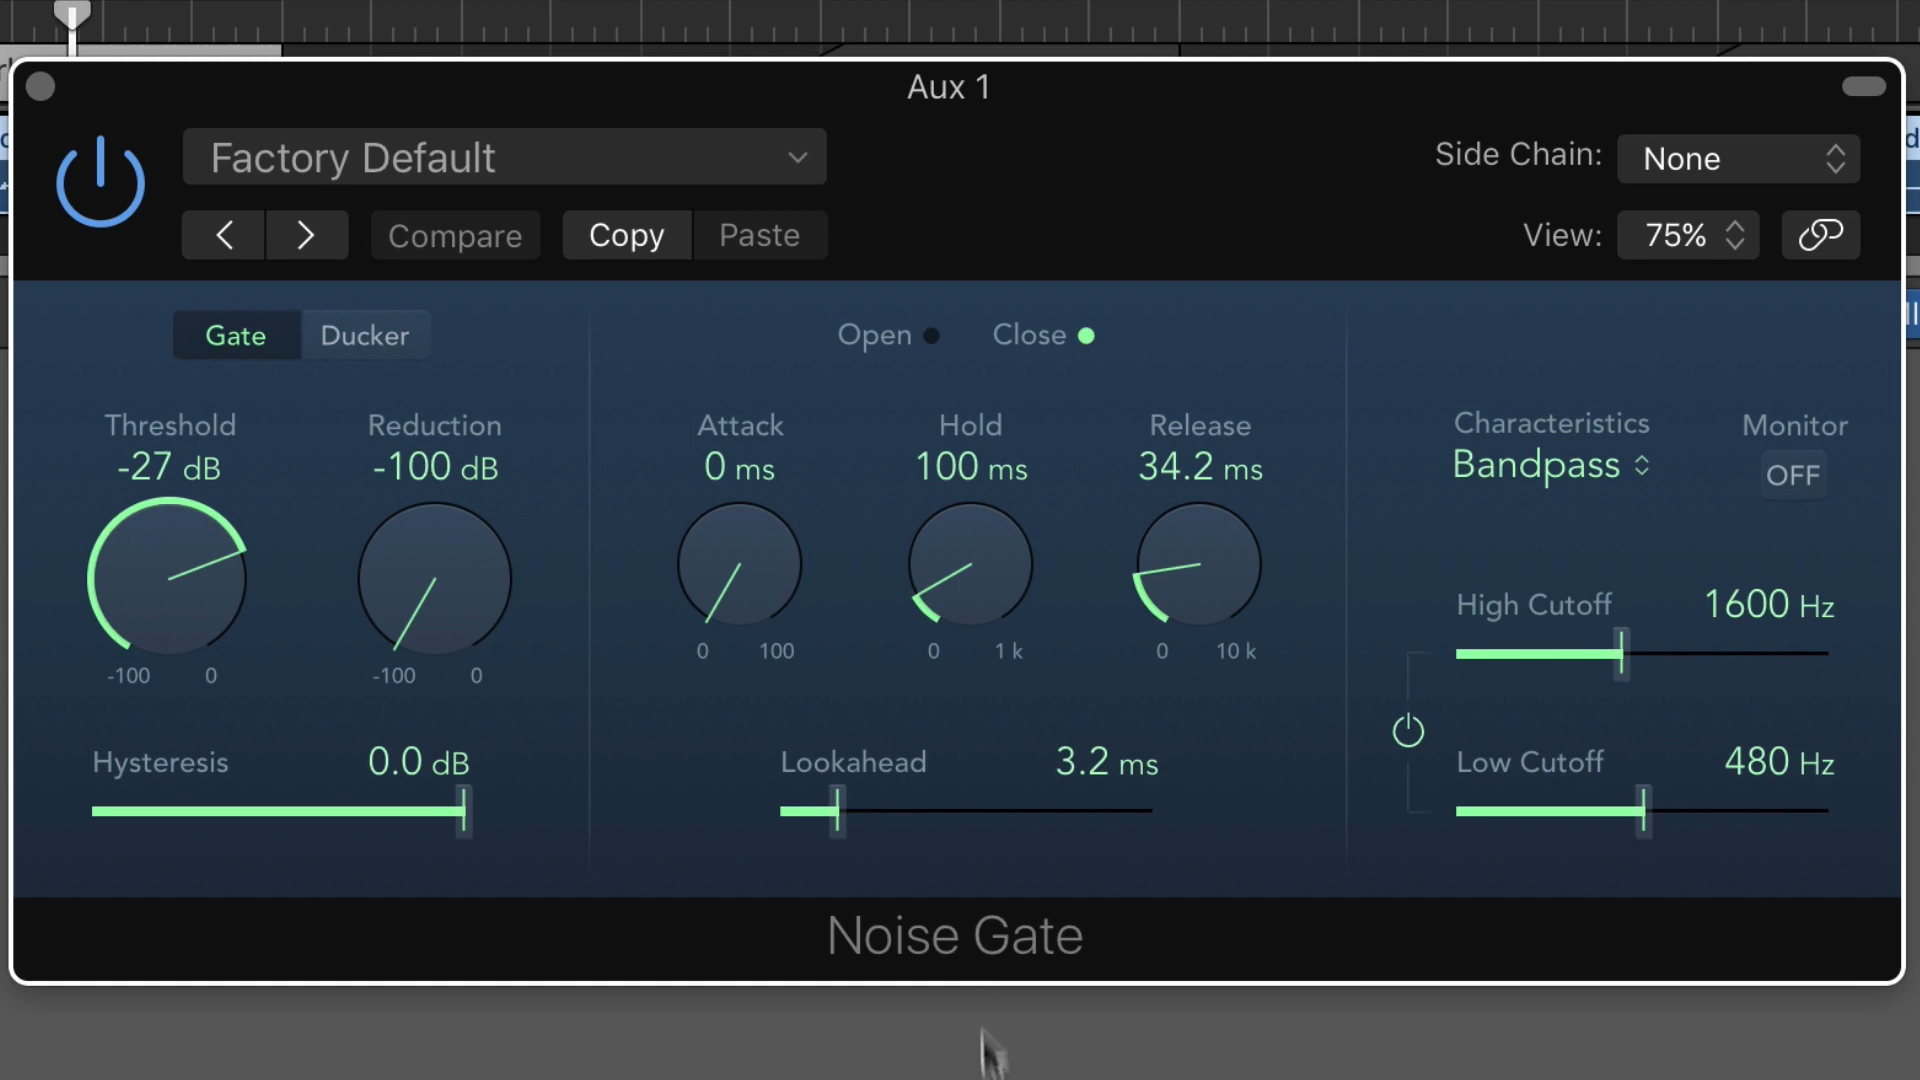 Aux 1
Factory Default
Side Chain: None
Compare Copy Paste
View: 75%
Gate Ducker
Open Close
Threshold Reduction Attack Hold Release
-27 dB -100 dB 0 ms 100 ms 34.2 ms
Characteristics Monitor
Bandpass OFF
-100 0 -100 0
0 100 0 1 k 0 10 k
High Cutoff 1600 Hz
Hysteresis 0.0 dB
Lookahead 3.2 ms
Low Cutoff 480 Hz
Noise Gate